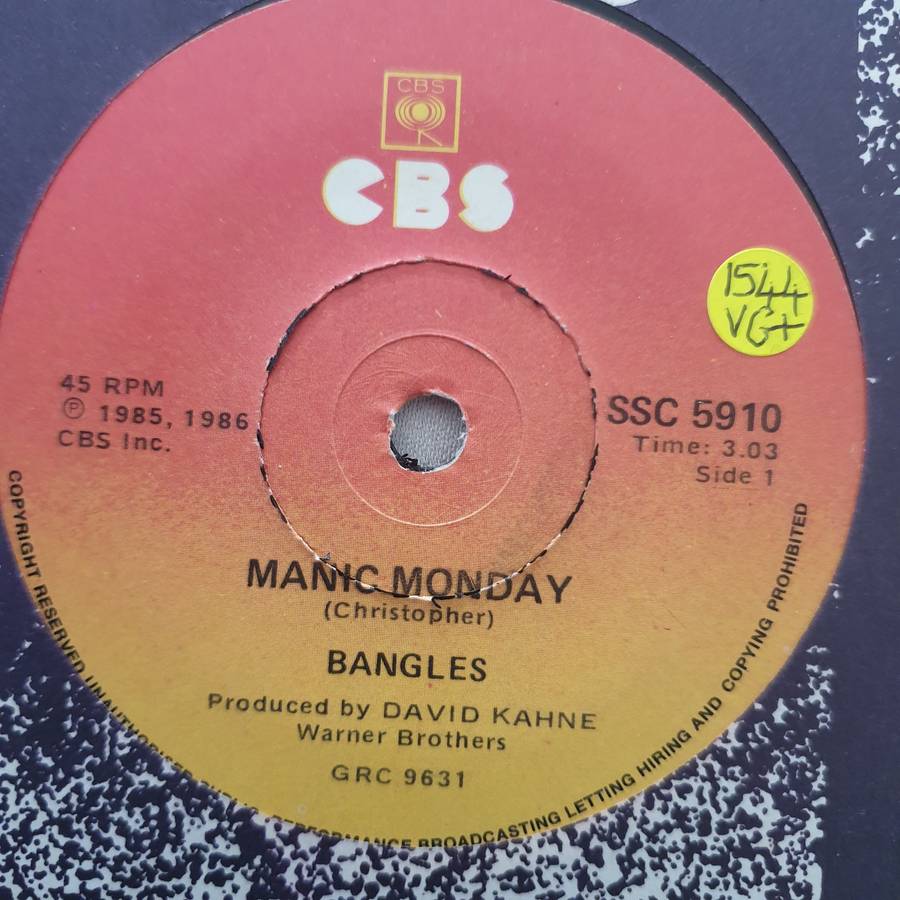 CBS
CBS
1544
VG+
45 RPM
Ⓟ 1985, 1986
CBS Inc.
SSC 5910
Time: 3.03
Side 1
MANIC MONDAY
(Christopher)
BANGLES
Produced by DAVID KAHNE
Warner Brothers
GRC 9631
COPYRIGHT RESERVED PERFORMANCE BROADCASTING LETTING HIRING AND COPYING PROHIBITED